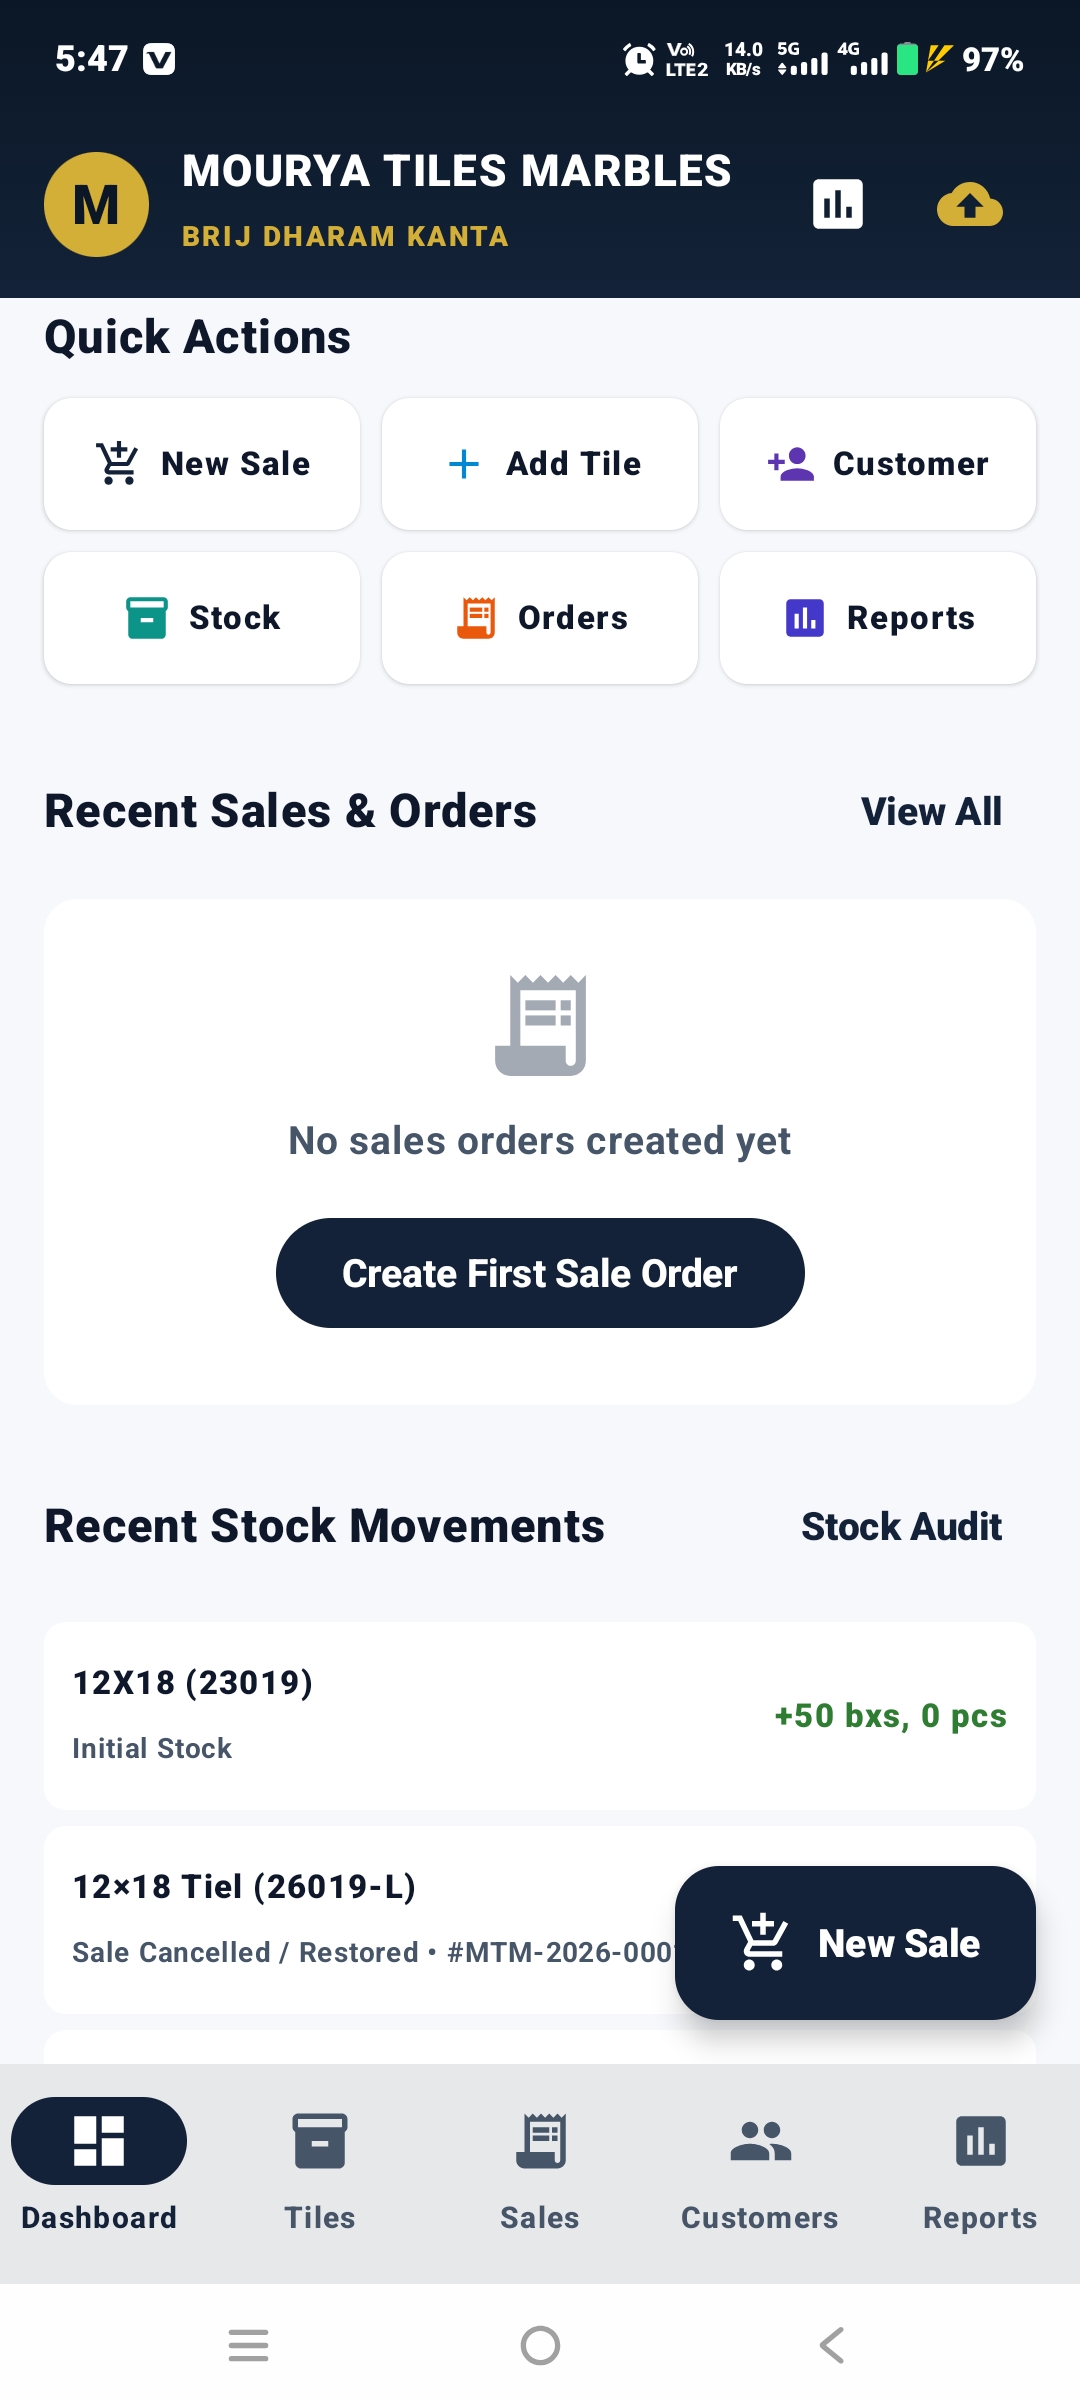 5:47
Vo)) LTE2
14.0 KB/s
5G
4G
97%
M
MOURYA TILES MARBLES
BRIJ DHARAM KANTA
Quick Actions
New Sale
Add Tile
Customer
Stock
Orders
Reports
Recent Sales & Orders
View All
No sales orders created yet
Create First Sale Order
Recent Stock Movements
Stock Audit
12X18 (23019)
+50 bxs, 0 pcs
Initial Stock
12×18 Tiel (26019-L)
Sale Cancelled / Restored • #MTM-2026-000
New Sale
Dashboard
Tiles
Sales
Customers
Reports